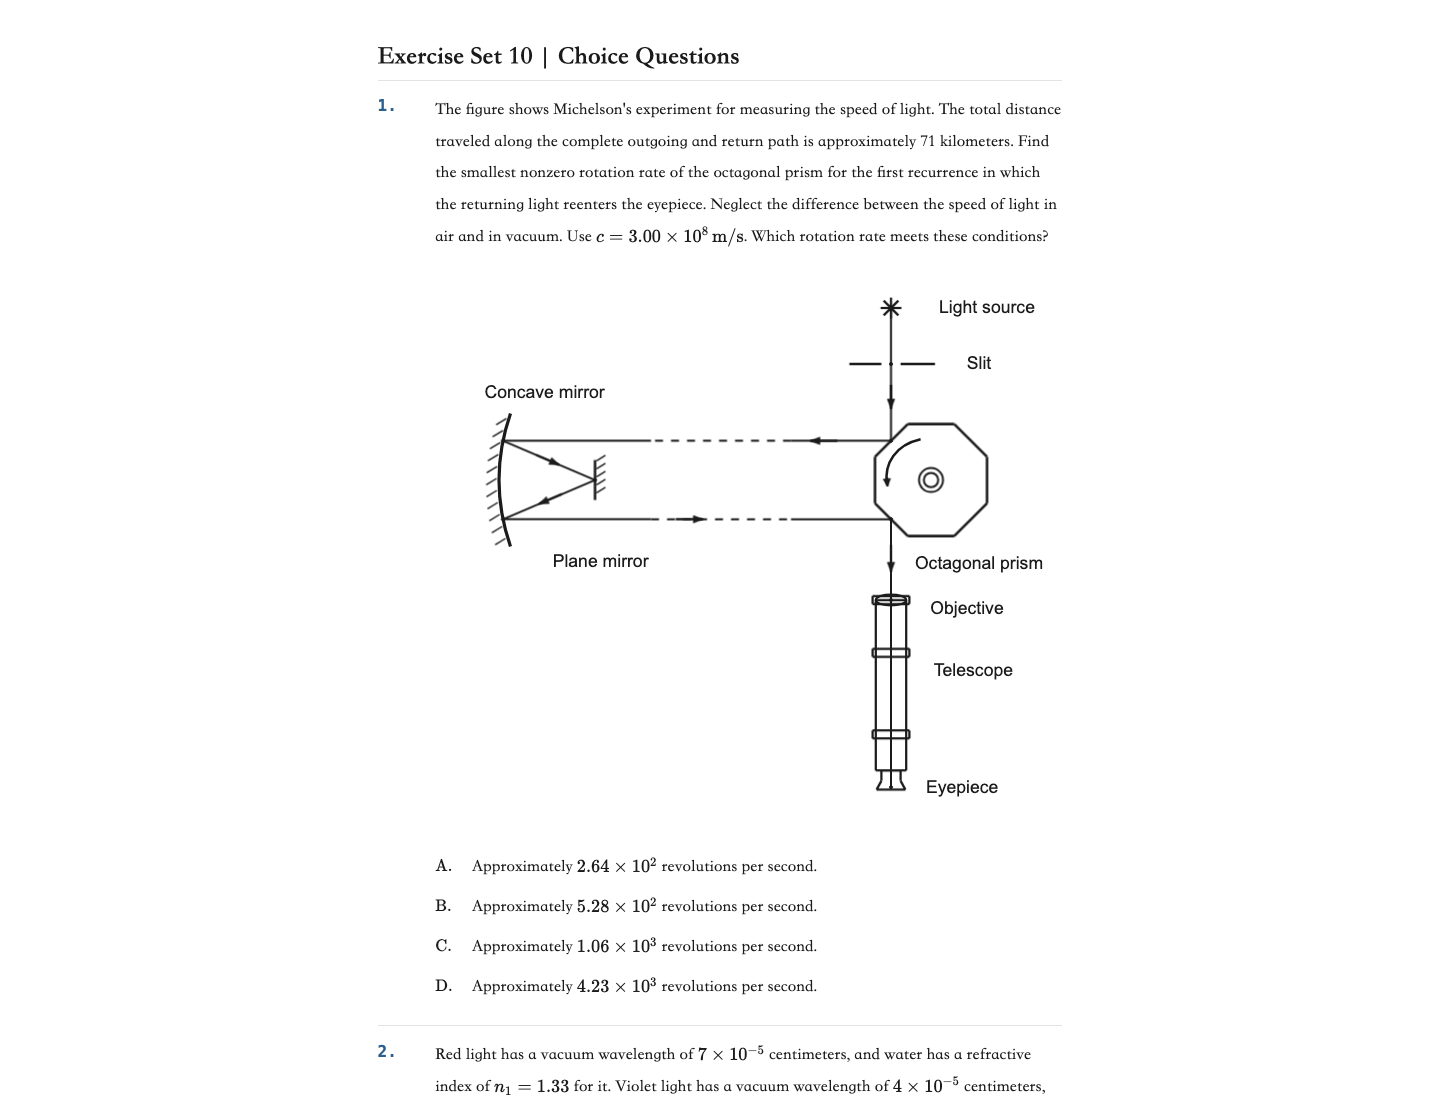 Exercise Set 10 | Choice Questions
1.
The figure shows Michelson's experiment for measuring the speed of light. The total distance
traveled along the complete outgoing and return path is approximately 71 kilometers. Find
the smallest nonzero rotation rate of the octagonal prism for the first recurrence in which
the returning light reenters the eyepiece. Neglect the difference between the speed of light in
air and in vacuum. Use c = 3.00 × 10⁸ m/s. Which rotation rate meets these conditions?
Light source
Slit
Concave mirror
Plane mirror
Octagonal prism
Objective
Telescope
Eyepiece
A. Approximately 2.64 × 10² revolutions per second.
B. Approximately 5.28 × 10² revolutions per second.
C. Approximately 1.06 × 10³ revolutions per second.
D. Approximately 4.23 × 10³ revolutions per second.
2.
Red light has a vacuum wavelength of 7 × 10⁻⁵ centimeters, and water has a refractive
index of n₁ = 1.33 for it. Violet light has a vacuum wavelength of 4 × 10⁻⁵ centimeters,